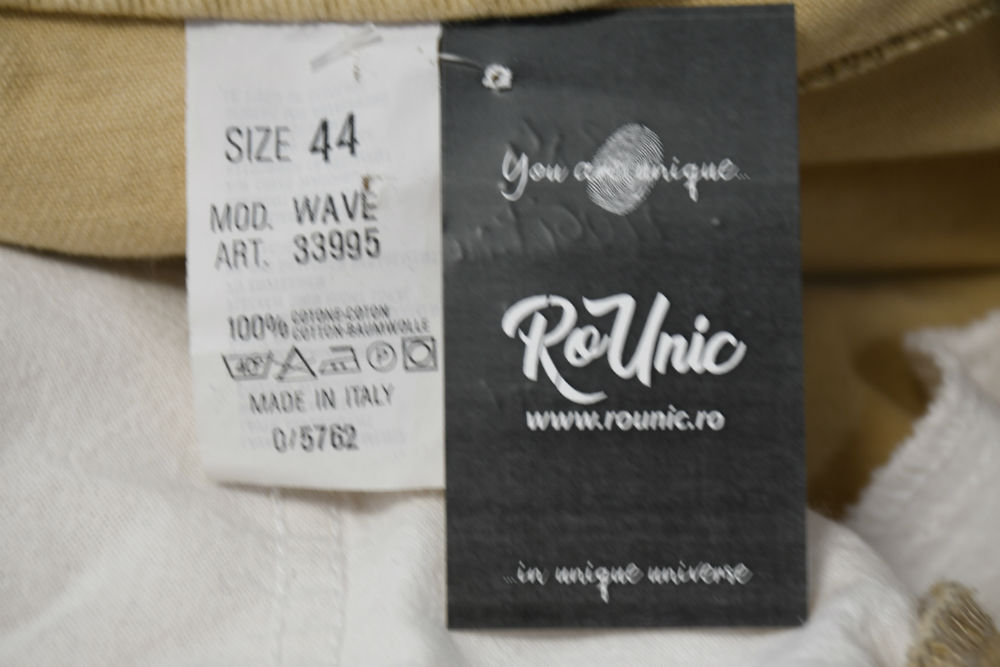 SIZE 44
MOD. WAVE
ART. 33995
100% COTONE-COTON
COTTON-BAUMWOLLE
40°
P
MADE IN ITALY
0/5762
You are unique...
RoUnic
www.rounic.ro
...in unique universe